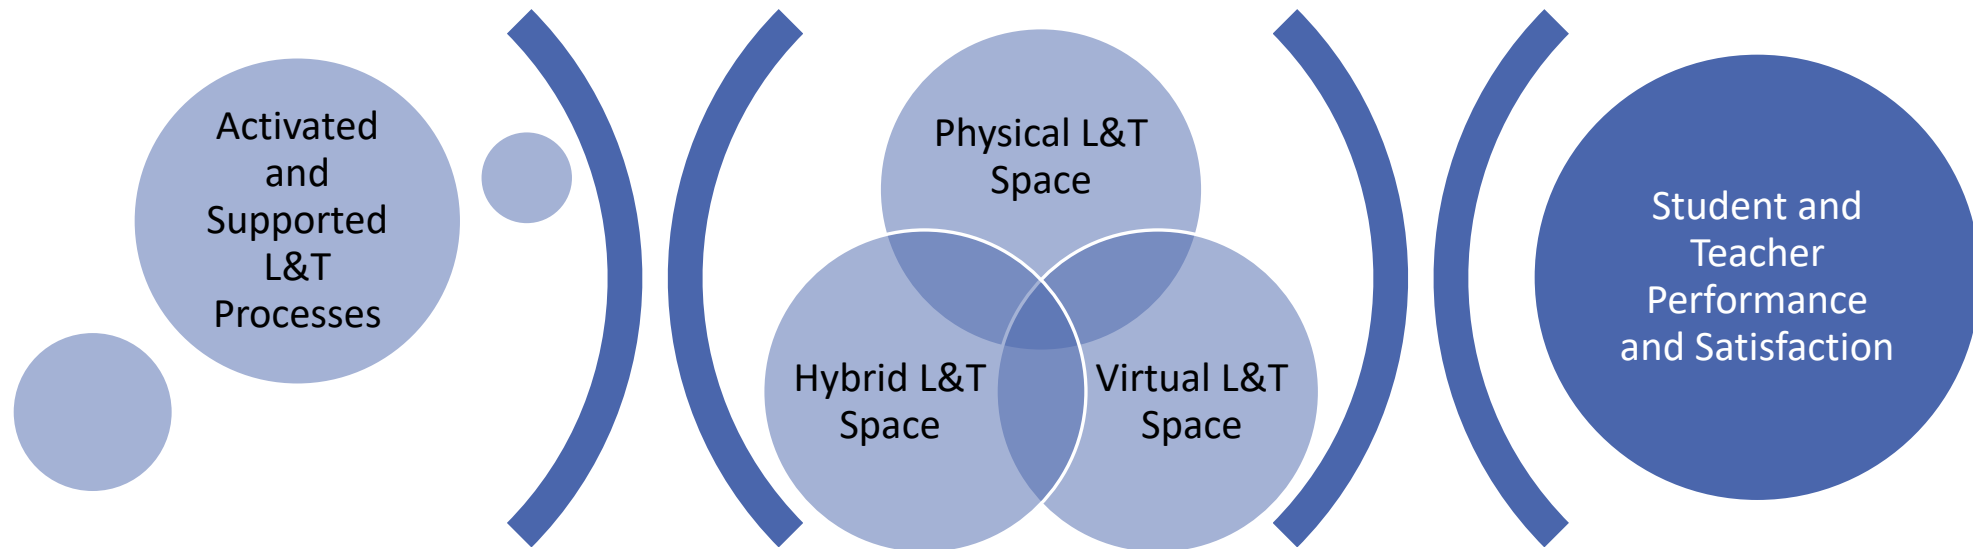 Activated
and
Supported
L&T
Processes
Physical L&T
Space
Hybrid L&T
Space
Virtual L&T
Space
Student and
Teacher
Performance
and Satisfaction